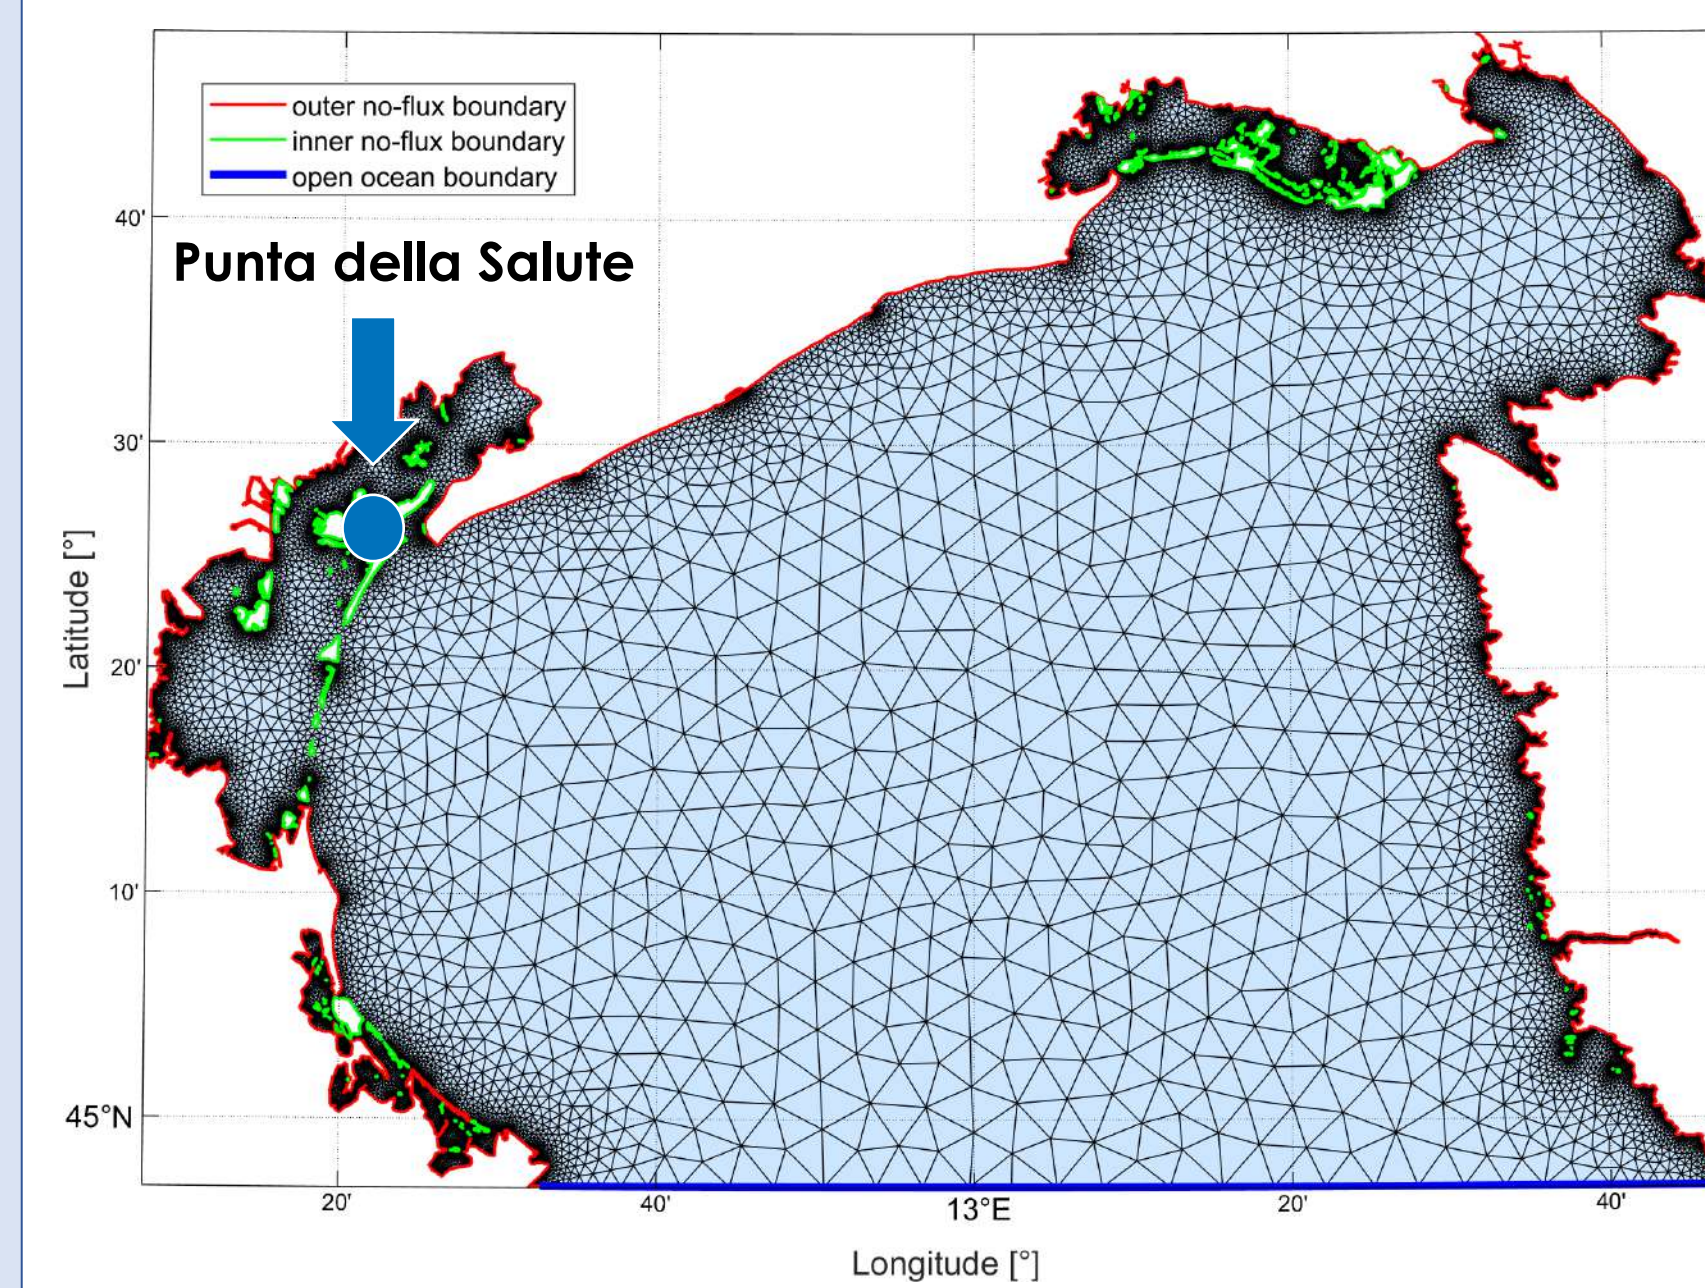 outer no-flux boundary
inner no-flux boundary
open ocean boundary
Punta della Salute
40'
30'
20'
10'
45°N
Latitude [°]
20'
40'
13°E
20'
40'
Longitude [°]